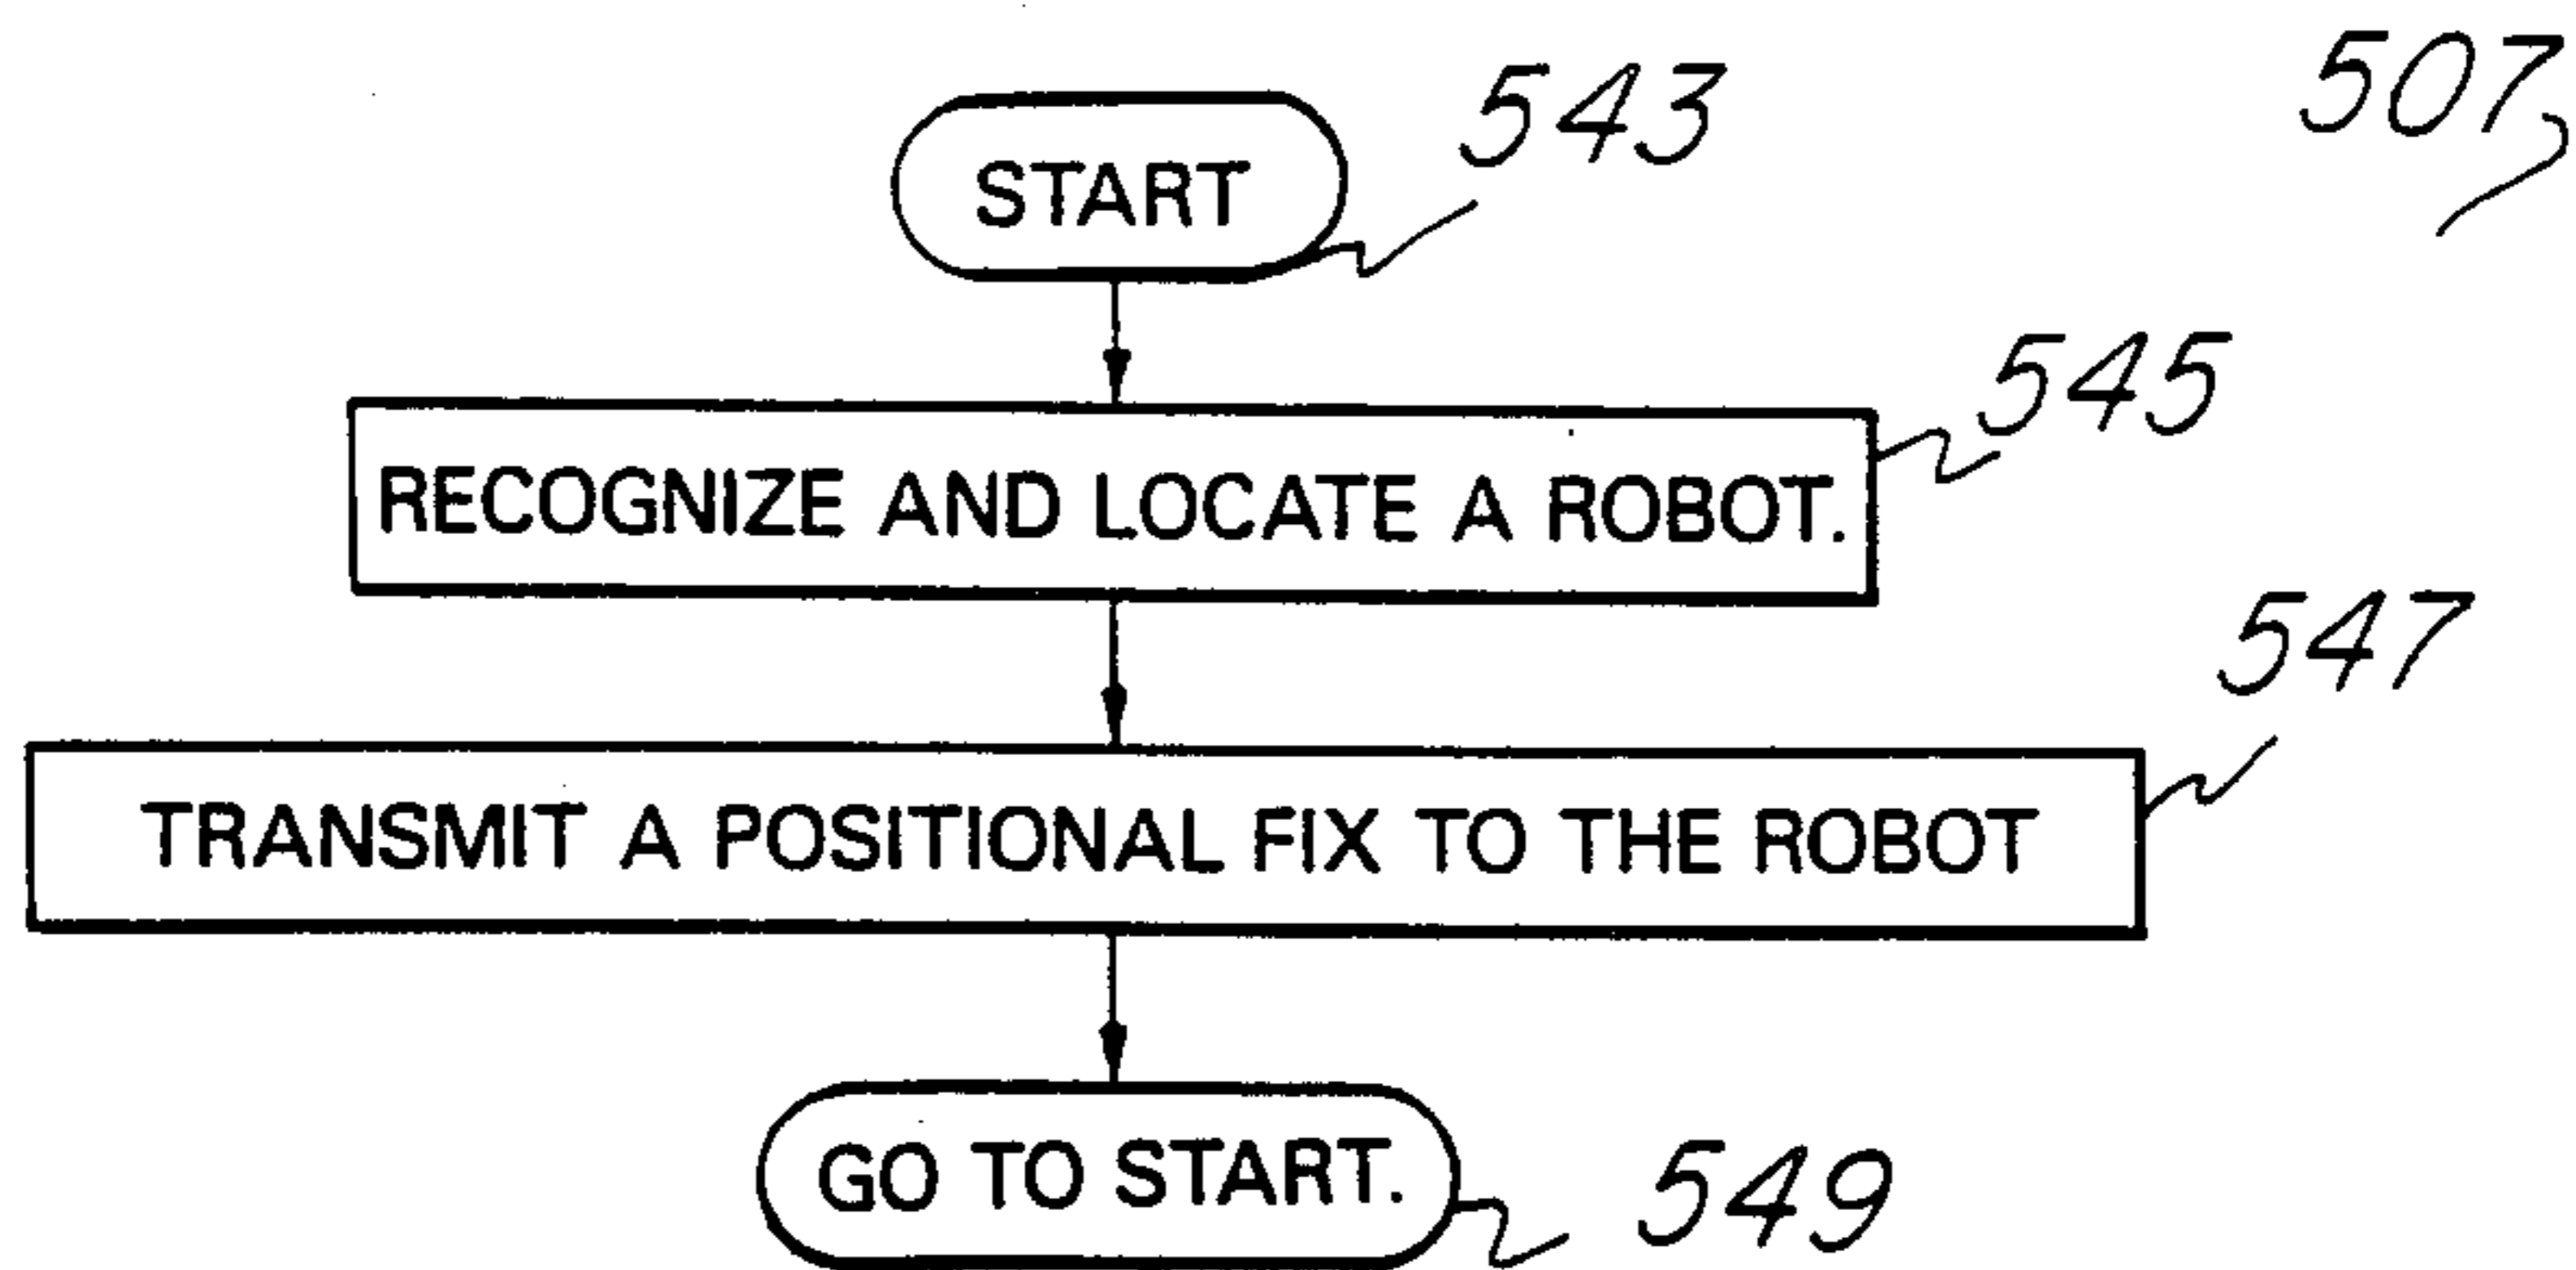 507
543
START
545
RECOGNIZE AND LOCATE A ROBOT.
547
TRANSMIT A POSITIONAL FIX TO THE ROBOT
GO TO START.
549